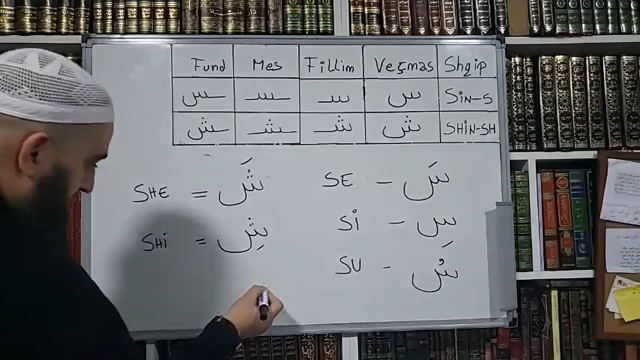 Fund Mes Fillim Veçmas Shqip
ـس ـسـ سـ س SiN-S
ـش ـشـ شـ ش SHiN-SH
SHE = شَ SE - سَ
SHi = شِ Si - سِ
SU - سُ